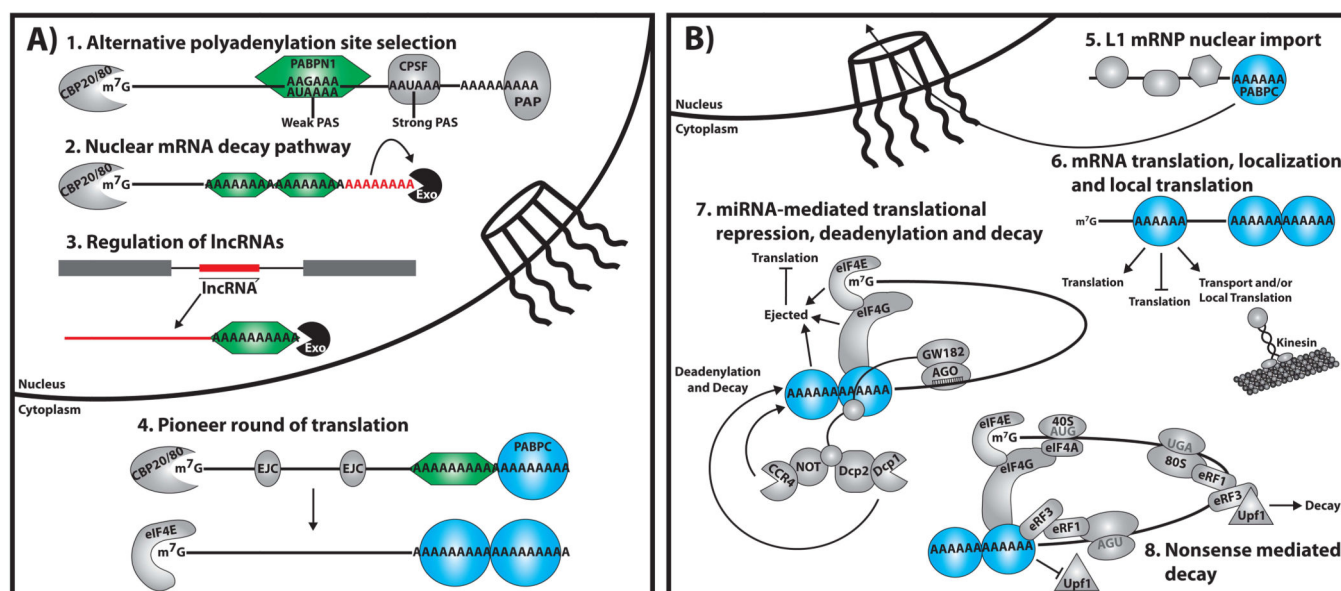 A)
1. Alternative polyadenylation site selection
CBP20/80
m7G
PABPN1
AAGAAA
AUAAAA
CPSF
AAUAAA
AAAAAAAAA
PAP
Weak PAS
Strong PAS
2. Nuclear mRNA decay pathway
CBP20/80
m7G
AAAAAAAAAAAAAAAAAAAAAAAA
Exo
3. Regulation of lncRNAs
lncRNA
AAAAAAAAAA
Exo
Nucleus
Cytoplasm
4. Pioneer round of translation
CBP20/80
m7G
EJC
EJC
PABPC
AAAAAAAAAAAAAAAAAA
eIF4E
m7G
AAAAAAAAAAAAAAAAAA
B)
Nucleus
Cytoplasm
5. L1 mRNP nuclear import
AAAAAA
PABPC
6. mRNA translation, localization
and local translation
m7G
AAAAAA
AAAAAAAAAAAA
Translation
Translation
Transport and/or
Local Translation
Kinesin
7. miRNA-mediated translational
repression, deadenylation and decay
Translation
eIF4E
m7G
Ejected
eIF4G
GW182
AGO
Deadenylation
and Decay
AAAAAAAAAAAA
CCR4
NOT
Dcp2
Dcp1
eIF4E
m7G
40S
AUG
eIF4A
eIF4G
UGA
80S
eRF1
eRF3
Upf1
Decay
eRF3
eRF1
AGU
AAAAAAAAAAAA
Upf1
8. Nonsense mediated
decay